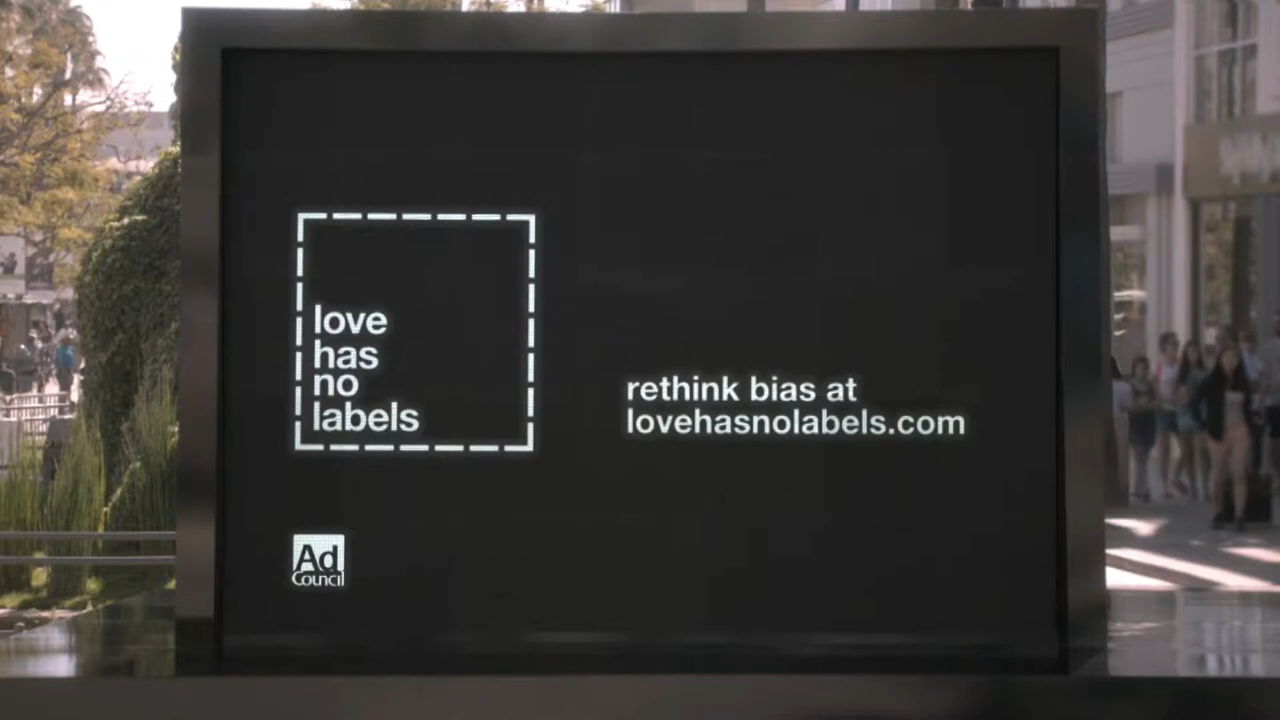 love
has
no
labels
rethink bias at
lovehasnolabels.com
Ad
Council